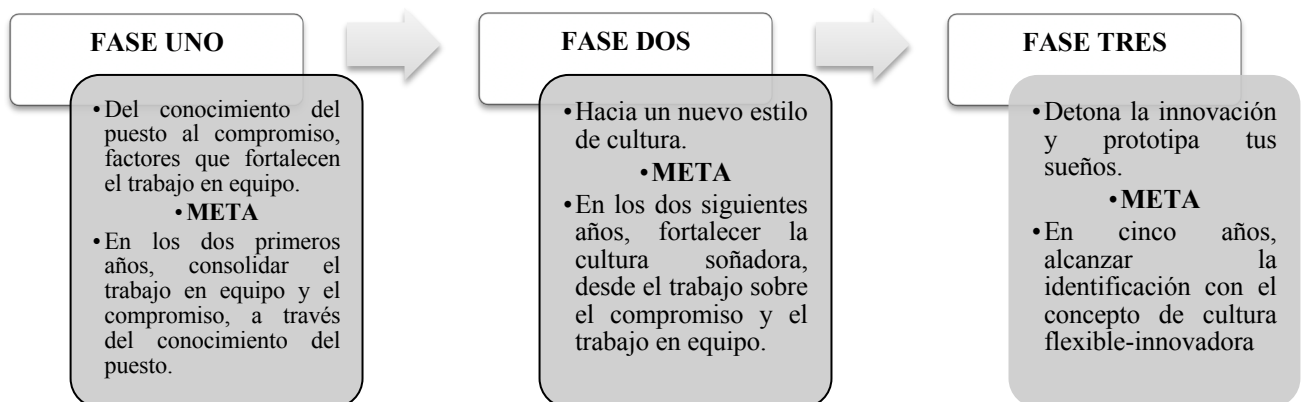 FASE UNO
•Del conocimiento del
puesto al compromiso,
factores que fortalecen
el trabajo en equipo.
•META
•En los dos primeros
años, consolidar el
trabajo en equipo y el
compromiso, a través
del conocimiento del
puesto.
FASE DOS
•Hacia un nuevo estilo
de cultura.
•META
•En los dos siguientes
años, fortalecer la
cultura soñadora,
desde el trabajo sobre
el compromiso y el
trabajo en equipo.
FASE TRES
•Detona la innovación
y prototipa tus
sueños.
•META
•En cinco años,
alcanzar la
identificación con el
concepto de cultura
flexible-innovadora